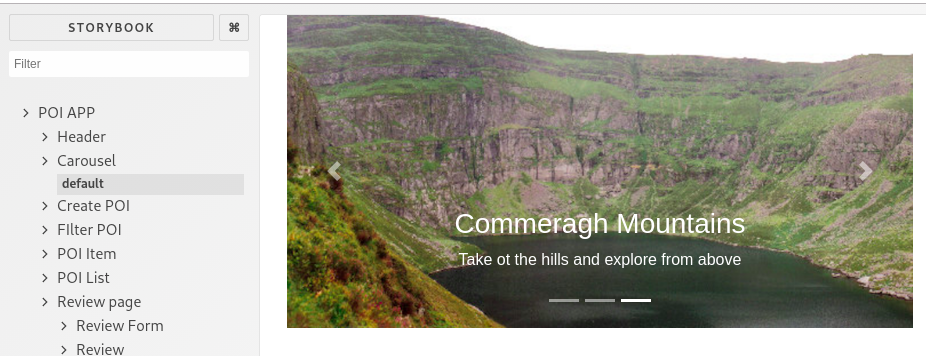 STORYBOOK ⌘
Filter
POI APP
Header
Carousel
default
Create POI
FIlter POI
POI Item
POI List
Review page
Review Form
Review
Commeragh Mountains
Take ot the hills and explore from above